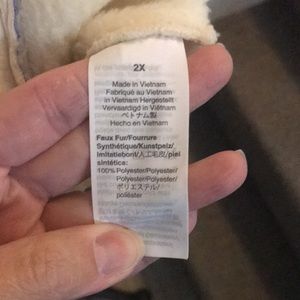 2X
Made in Vietnam
Fabriqué au Vietnam
in Vietnam Hergestellt
Vervaardigd in Viëtnam
ベトナム製
Hecho en Vietnam
Faux Fur/Fourrure
Synthétique/Kunstpelz/
Imitatiebont/人工毛皮/piel
sintética:
100% Polyester/Polyester/
Polyester/Polyester/
ポリエステル/
poliéster